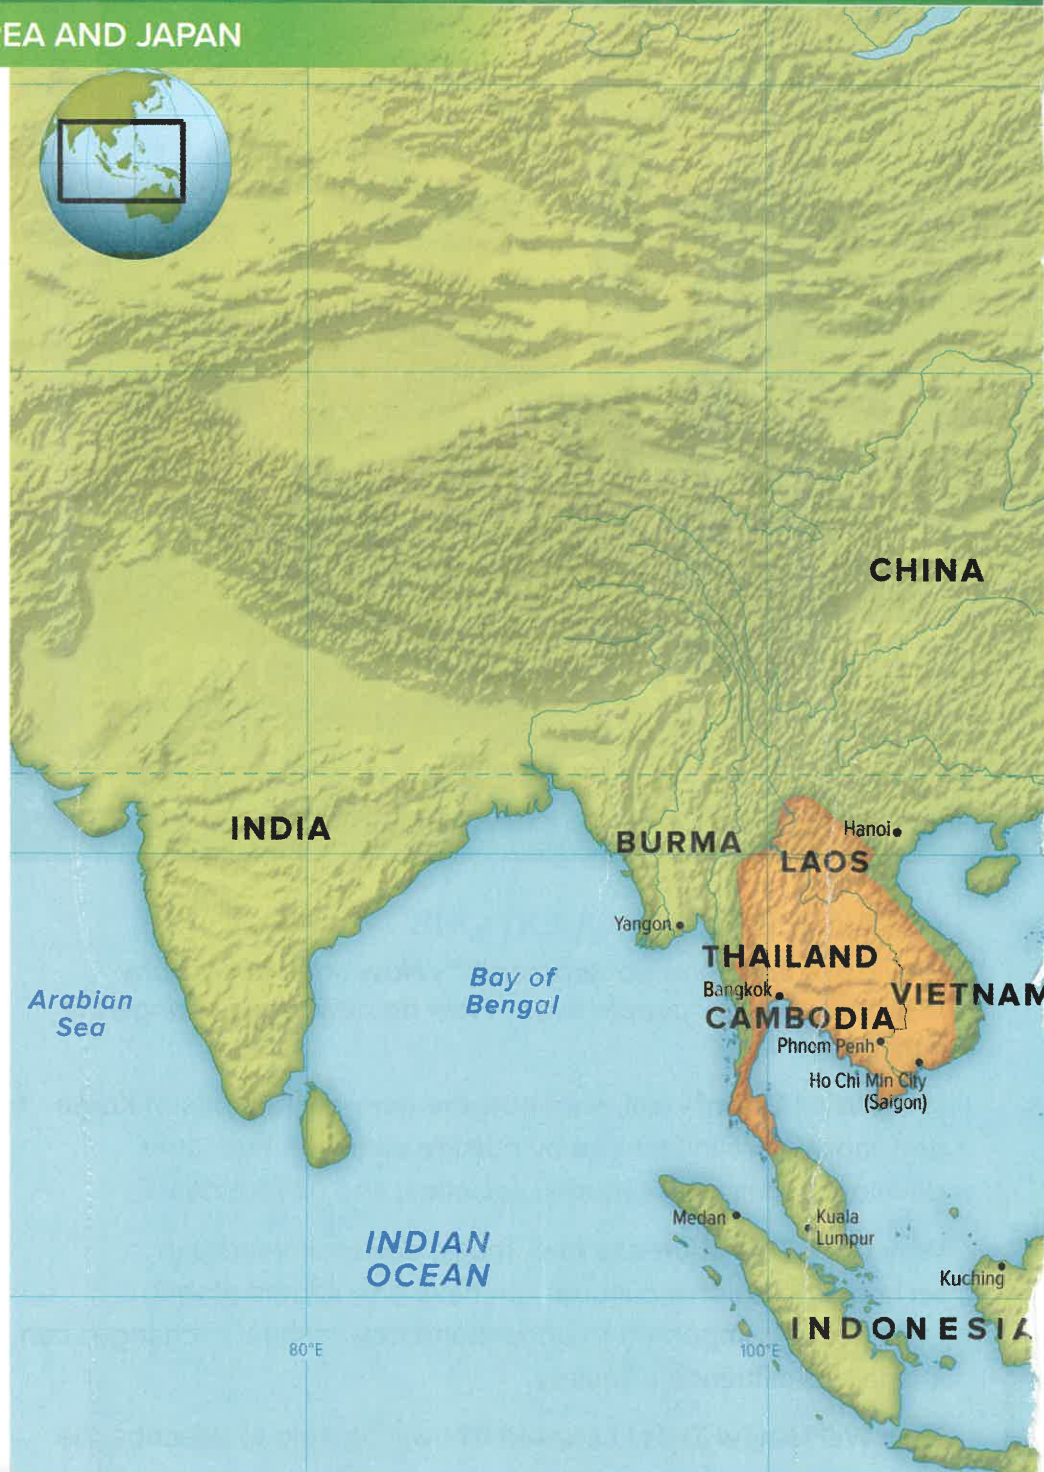 EA AND JAPAN
CHINA
INDIA
BURMA
Hanoi
LAOS
Yangon
THAILAND
Bay of
Bengal
Arabian
Sea
Bangkok
VIETNAM
CAMBODIA
Phnom Penh
Ho Chi Min City
(Saigon)
Medan
Kuala
Lumpur
INDIAN
OCEAN
Kuching
INDONESIA
80°E
100°E